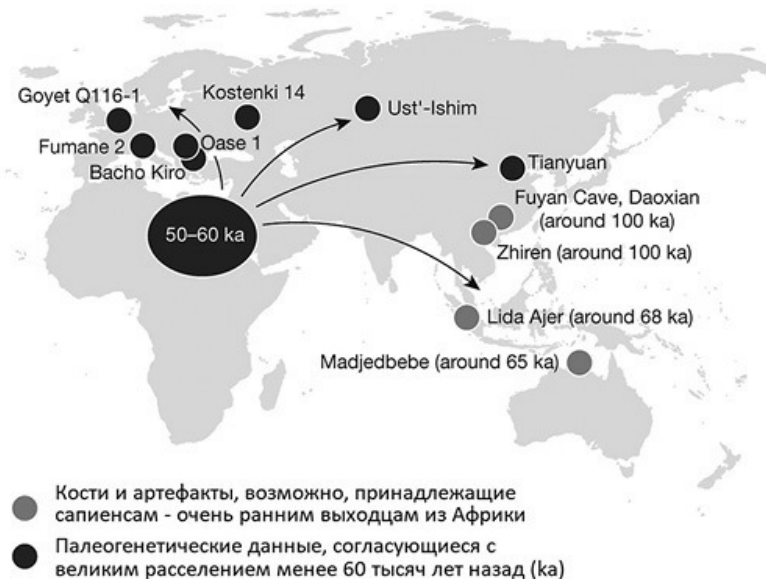 Goyet Q116-1
Kostenki 14
Ust'-Ishim
Fumane 2
Oase 1
Bacho Kiro
Tianyuan
Fuyan Cave, Daoxian
(around 100 ka)
50–60 ka
Zhiren (around 100 ka)
Lida Ajer (around 68 ka)
Madjedbebe (around 65 ka)
Кости и артефакты, возможно, принадлежащие
сапиенсам - очень ранним выходцам из Африки
Палеогенетические данные, согласующиеся с
великим расселением менее 60 тысяч лет назад (ka)